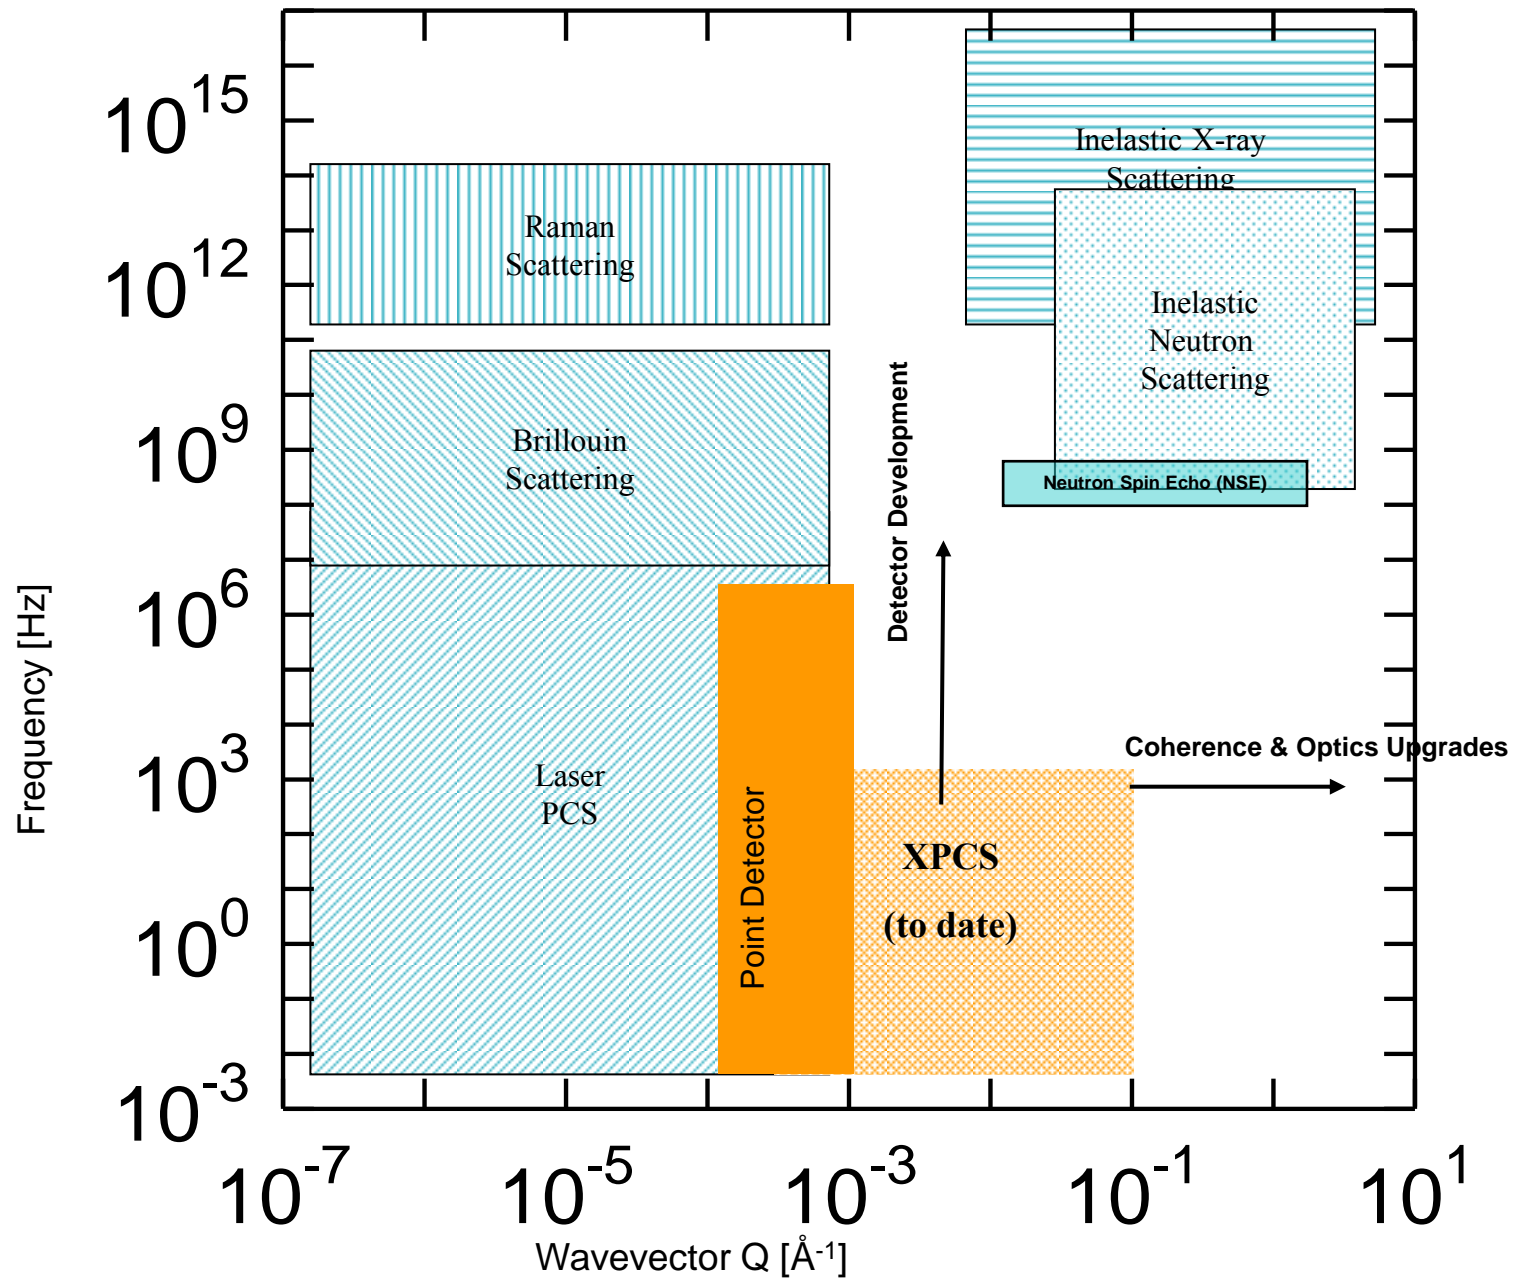 10^15
Inelastic X-ray
Scattering
Raman
Scattering
10^12
Inelastic
Neutron
Scattering
Detector Development
Brillouin
Scattering
10^9
Neutron Spin Echo (NSE)
Frequency [Hz]
10^6
Coherence & Optics Upgrades
10^3
Laser
PCS
Point Detector
XPCS
(to date)
10^0
10^-3
10^-7
10^-5
10^-3
10^-1
10^1
Wavevector Q [Å^-1]